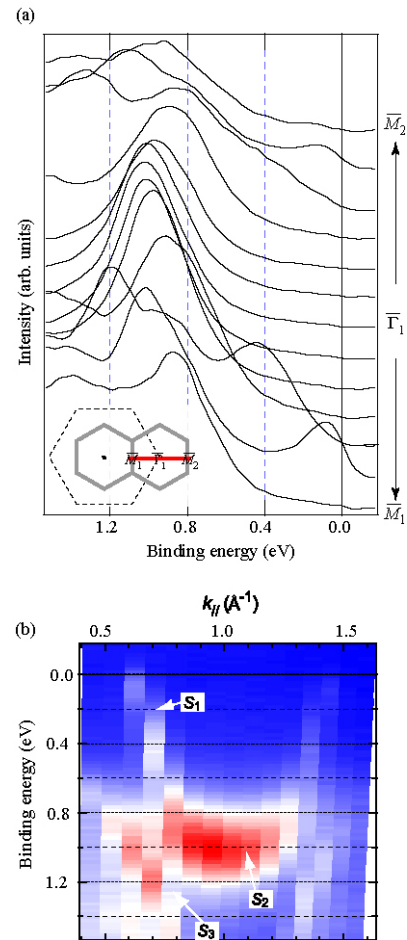 (a)
Intensity (arb. units)
M̅₂
Γ̅₁
M̅₁
M̅₁ Γ̅₁ M̅₂
1.2 0.8 0.4 0.0
Binding energy (eV)
(b)
k// (Å⁻¹)
0.5 1.0 1.5
Binding energy (eV)
0.0
0.4
0.8
1.2
S₁
S₂
S₃